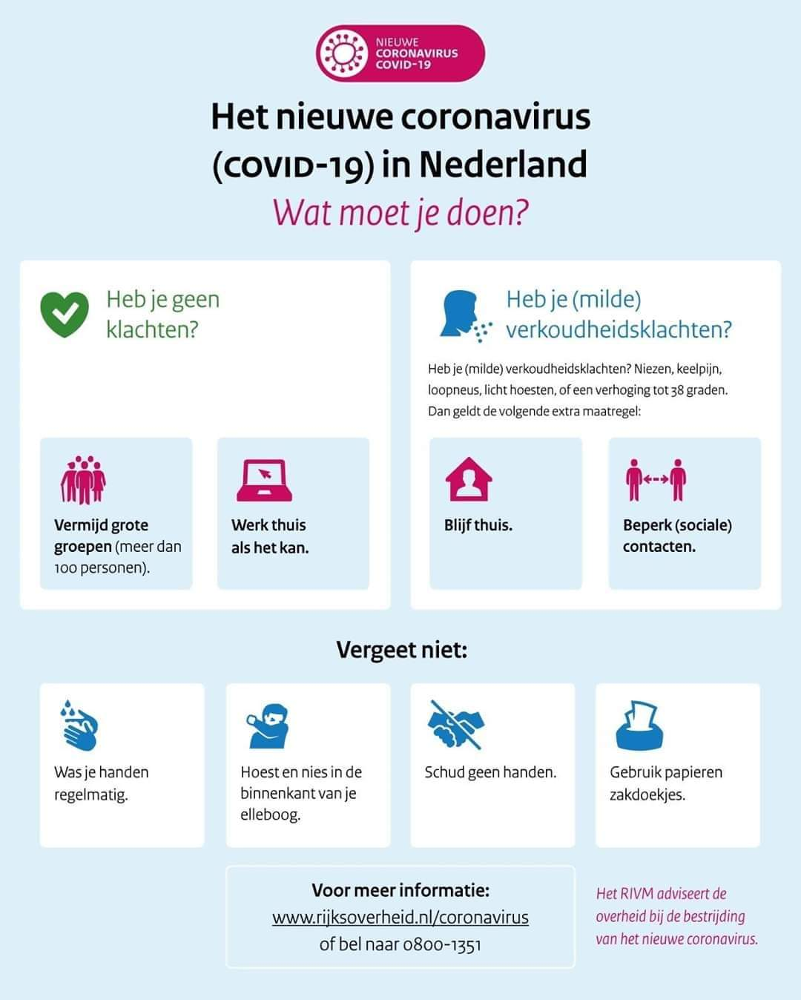 NIEUWE
CORONAVIRUS
COVID-19
Het nieuwe coronavirus
(COVID-19) in Nederland
Wat moet je doen?
Heb je geen
klachten?
Vermijd grote
groepen (meer dan
100 personen).
Werk thuis
als het kan.
Heb je (milde)
verkoudheidsklachten?
Heb je (milde) verkoudheidsklachten? Niezen, keelpijn,
loopneus, licht hoesten, of een verhoging tot 38 graden.
Dan geldt de volgende extra maatregel:
Blijf thuis.
Beperk (sociale)
contacten.
Vergeet niet:
Was je handen
regelmatig.
Hoest en nies in de
binnenkant van je
elleboog.
Schud geen handen.
Gebruik papieren
zakdoekjes.
Voor meer informatie:
www.rijksoverheid.nl/coronavirus
of bel naar 0800-1351
Het RIVM adviseert de
overheid bij de bestrijding
van het nieuwe coronavirus.